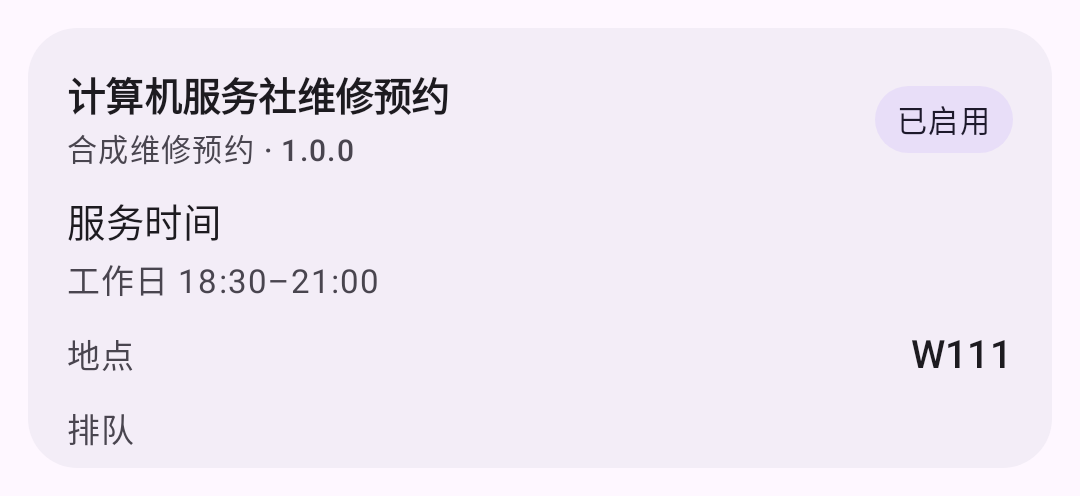 计算机服务社维修预约
已启用
合成维修预约 · 1.0.0
服务时间
工作日 18:30–21:00
地点 W111
排队